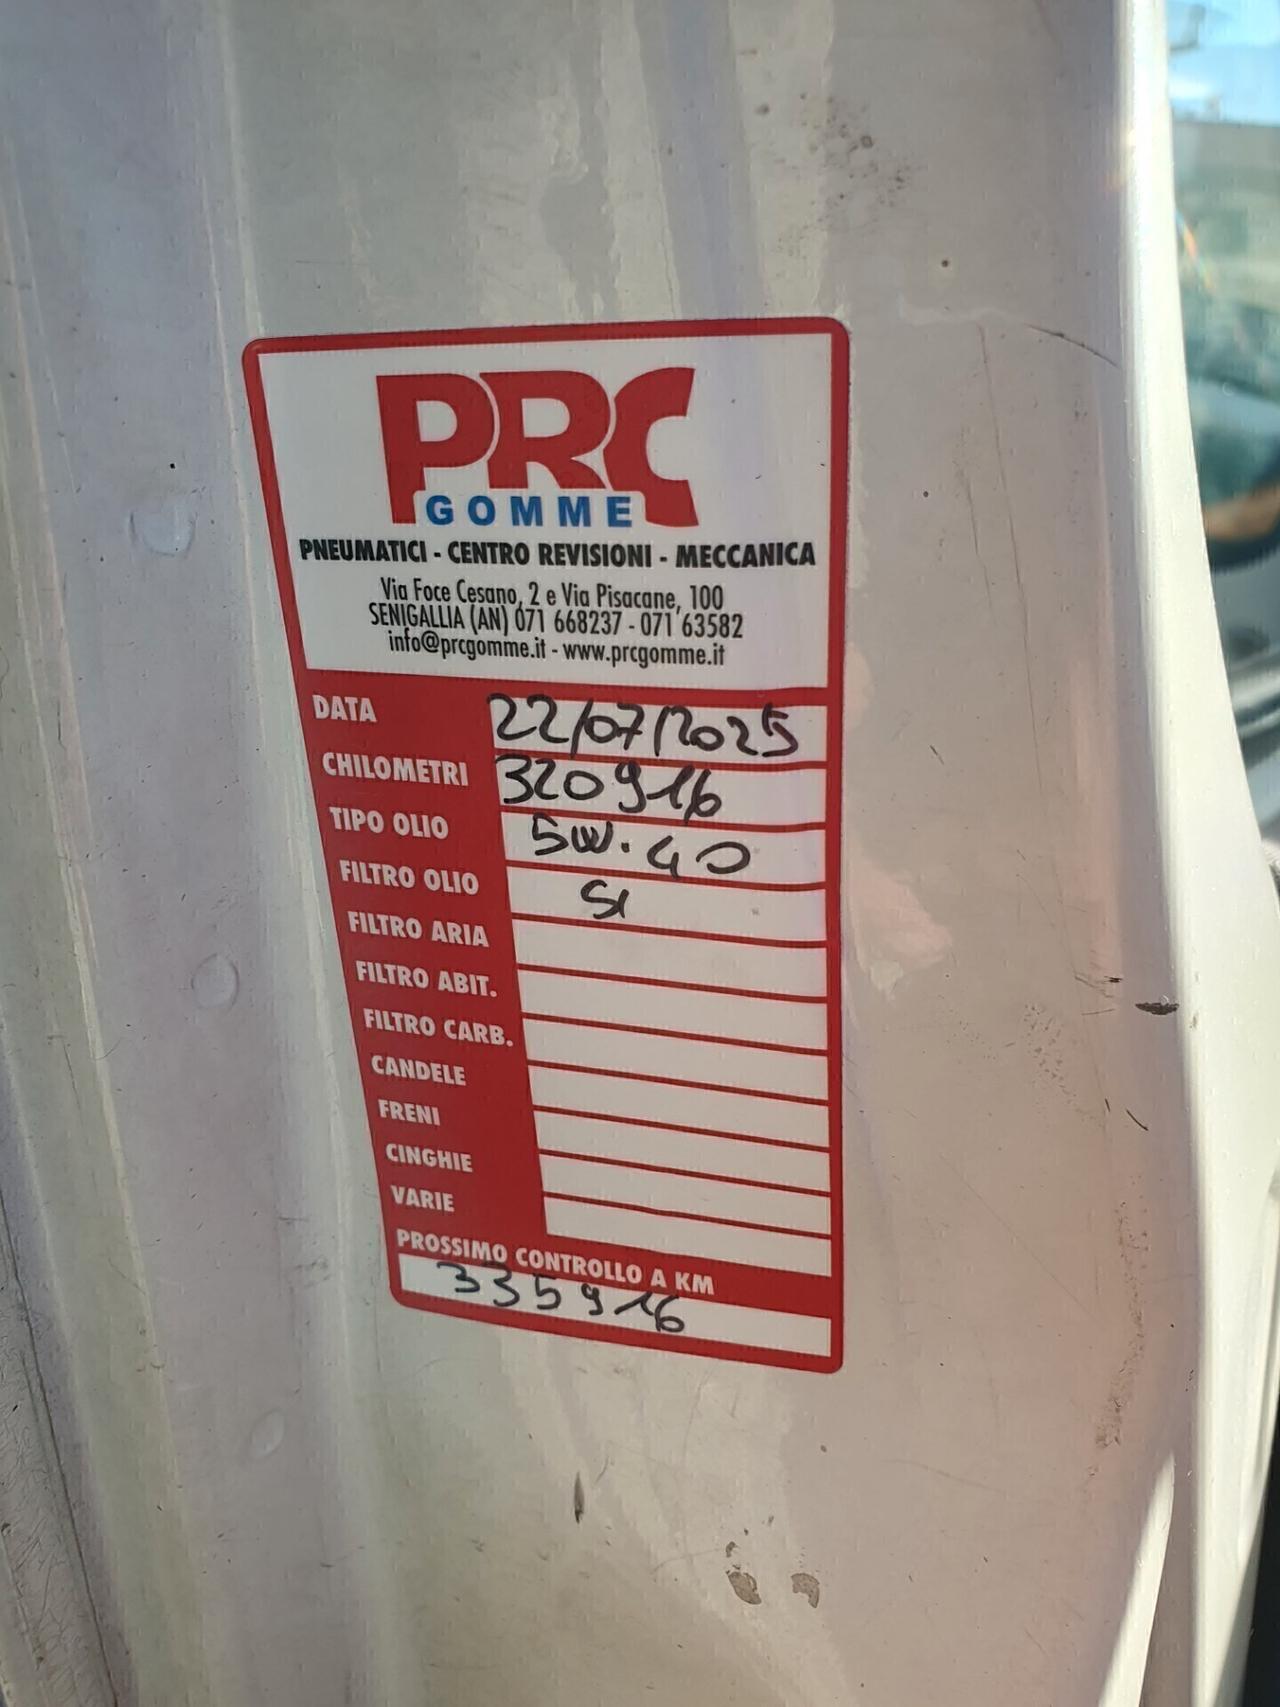 PRC
GOMME
PNEUMATICI - CENTRO REVISIONI - MECCANICA
Via Foce Cesano, 2 e Via Pisacane, 100
SENIGALLIA (AN) 071 668237 - 071 63582
info@prcgomme.it - www.prcgomme.it
DATA 22/07/2025
CHILOMETRI 320916
TIPO OLIO 5W.40
FILTRO OLIO SI
FILTRO ARIA
FILTRO ABIT.
FILTRO CARB.
CANDELE
FRENI
CINGHIE
VARIE
PROSSIMO CONTROLLO A KM
335916